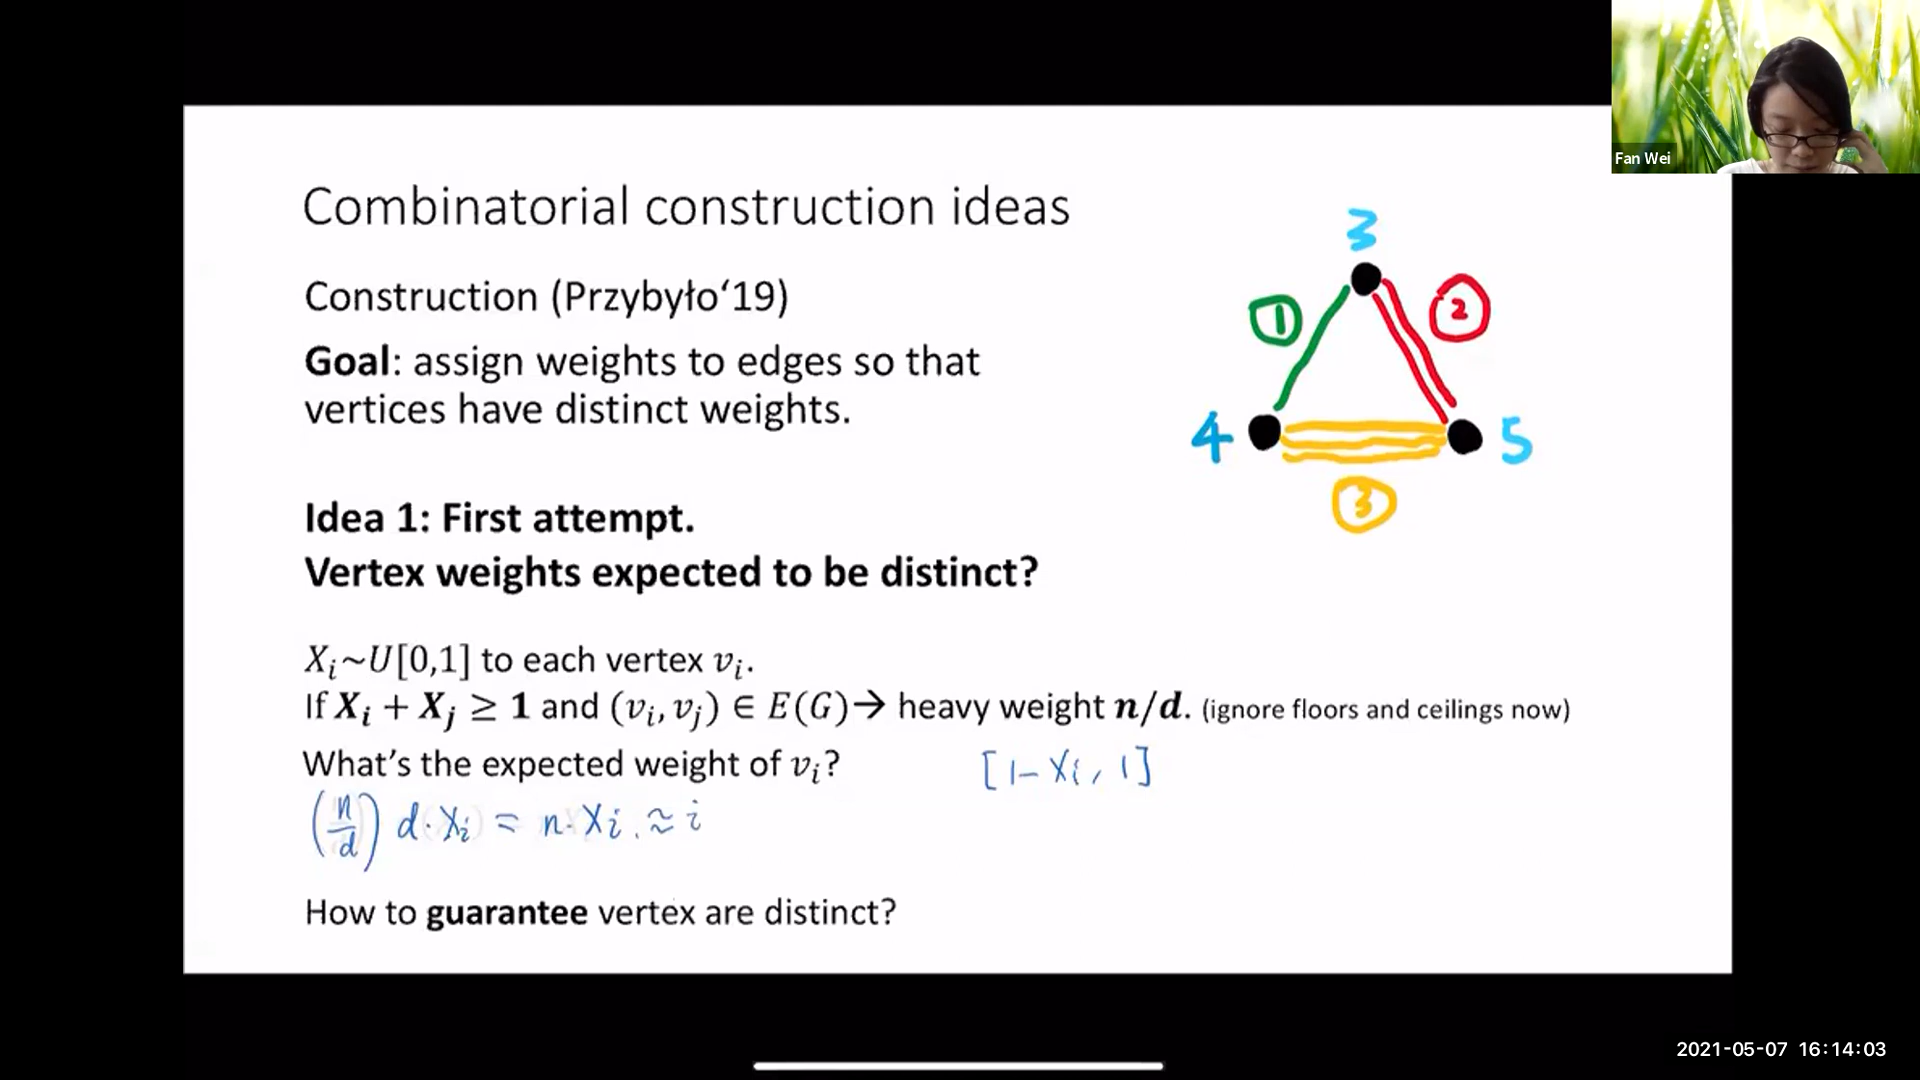 Fan Wei
Combinatorial construction ideas
Construction (Przybyło‘19)
Goal: assign weights to edges so that
vertices have distinct weights.
3
1
2
4
5
3
Idea 1: First attempt.
Vertex weights expected to be distinct?
X_i~U[0,1] to each vertex v_i.
If X_i + X_j ≥ 1 and (v_i, v_j) ∈ E(G)→ heavy weight n/d. (ignore floors and ceilings now)
What’s the expected weight of v_i? [1-X_i, 1]
(n/d) d·X_i = n·X_i. ≈ i
How to guarantee vertex are distinct?
2021-05-07 16:14:03